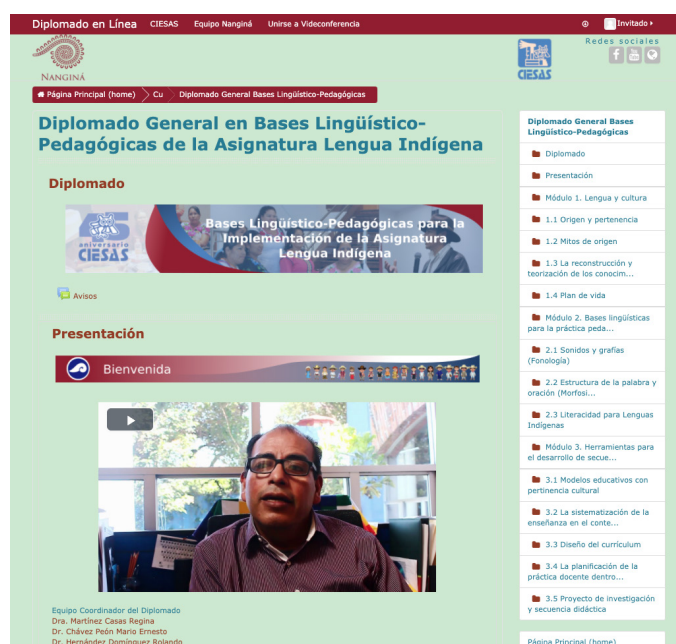 Diplomado en Línea CIESAS Equipo Nanginá Unirse a Videconferencia Invitado
Redes sociales
NANGINÁ
CIESAS
Página Principal (home) Cu Diplomado General Bases Lingüístico-Pedagógicas
Diplomado General en Bases Lingüístico-
Pedagógicas de la Asignatura Lengua Indígena
Diplomado
45
aniversario
CIESAS
Bases Lingüístico-Pedagógicas para la
Implementación de la Asignatura
Lengua Indígena
Avisos
Presentación
Bienvenida
Equipo Coordinador del Diplomado
Dra. Martínez Casas Regina
Dr. Chávez Peón Mario Ernesto
Dr. Hernández Domínguez Rolando
Diplomado General Bases
Lingüístico-Pedagógicas
Diplomado
Presentación
Módulo 1. Lengua y cultura
1.1 Origen y pertenencia
1.2 Mitos de origen
1.3 La reconstrucción y
teorización de los conocim...
1.4 Plan de vida
Módulo 2. Bases lingüísticas
para la práctica peda...
2.1 Sonidos y grafías
(Fonología)
2.2 Estructura de la palabra y
oración (Morfosi...
2.3 Literacidad para Lenguas
Indígenas
Módulo 3. Herramientas para
el desarrollo de secue...
3.1 Modelos educativos con
pertinencia cultural
3.2 La sistematización de la
enseñanza en el conte...
3.3 Diseño del currículum
3.4 La planificación de la
práctica docente dentro...
3.5 Proyecto de investigación
y secuencia didáctica
Página Principal (home)